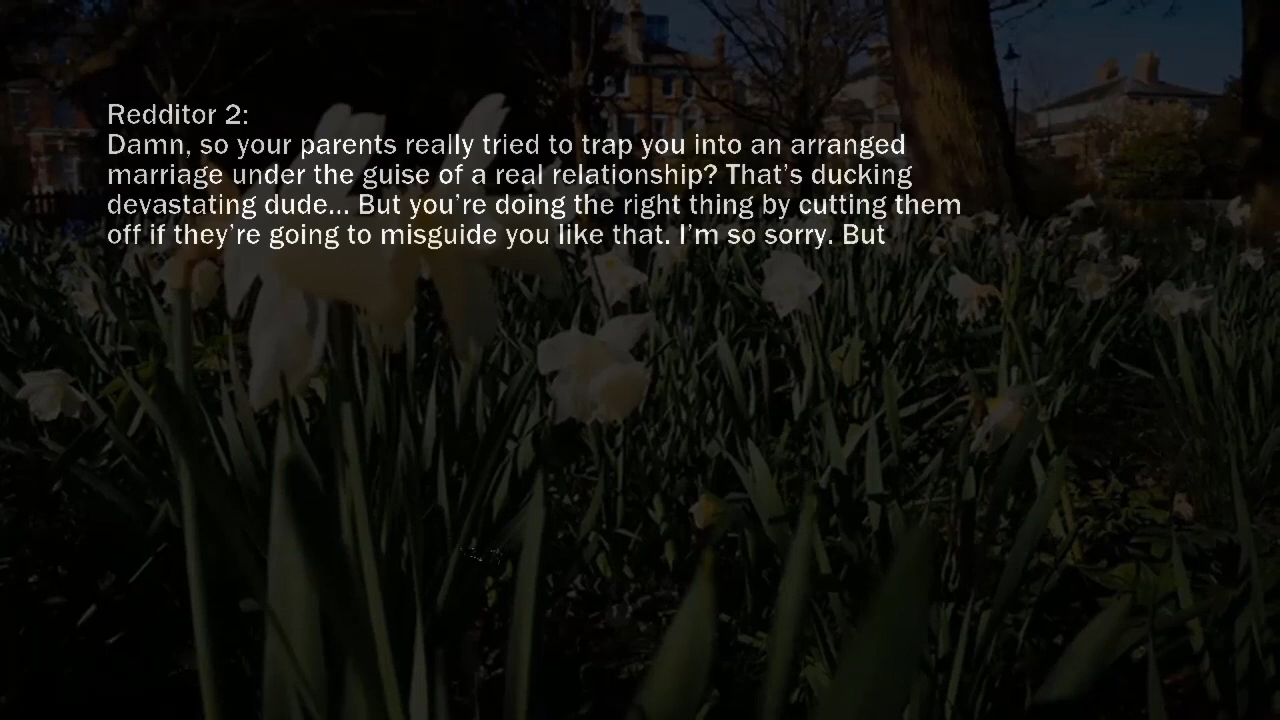 Redditor 2:
Damn, so your parents really tried to trap you into an arranged
marriage under the guise of a real relationship? That's ducking
devastating dude... But you're doing the right thing by cutting them
off if they're going to misguide you like that. I'm so sorry. But